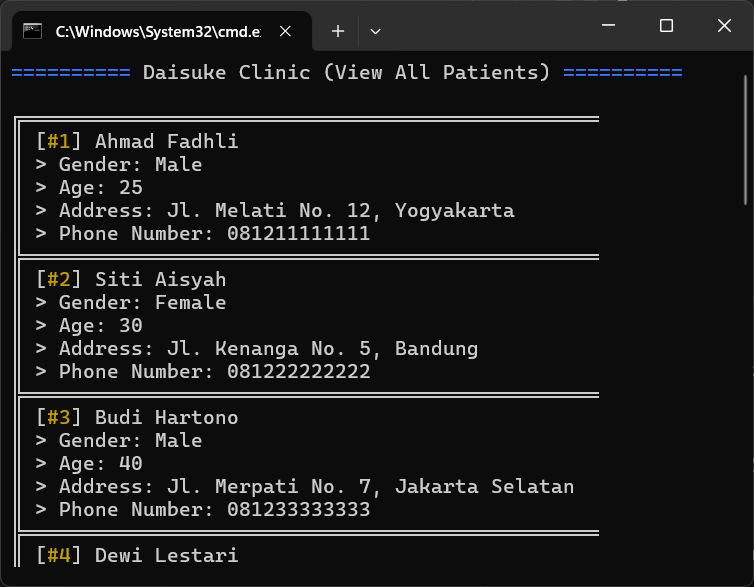 C:\Windows\System32\cmd.e
========== Daisuke Clinic (View All Patients) ==========
[#1] Ahmad Fadhli
> Gender: Male
> Age: 25
> Address: Jl. Melati No. 12, Yogyakarta
> Phone Number: 081211111111
[#2] Siti Aisyah
> Gender: Female
> Age: 30
> Address: Jl. Kenanga No. 5, Bandung
> Phone Number: 081222222222
[#3] Budi Hartono
> Gender: Male
> Age: 40
> Address: Jl. Merpati No. 7, Jakarta Selatan
> Phone Number: 081233333333
[#4] Dewi Lestari